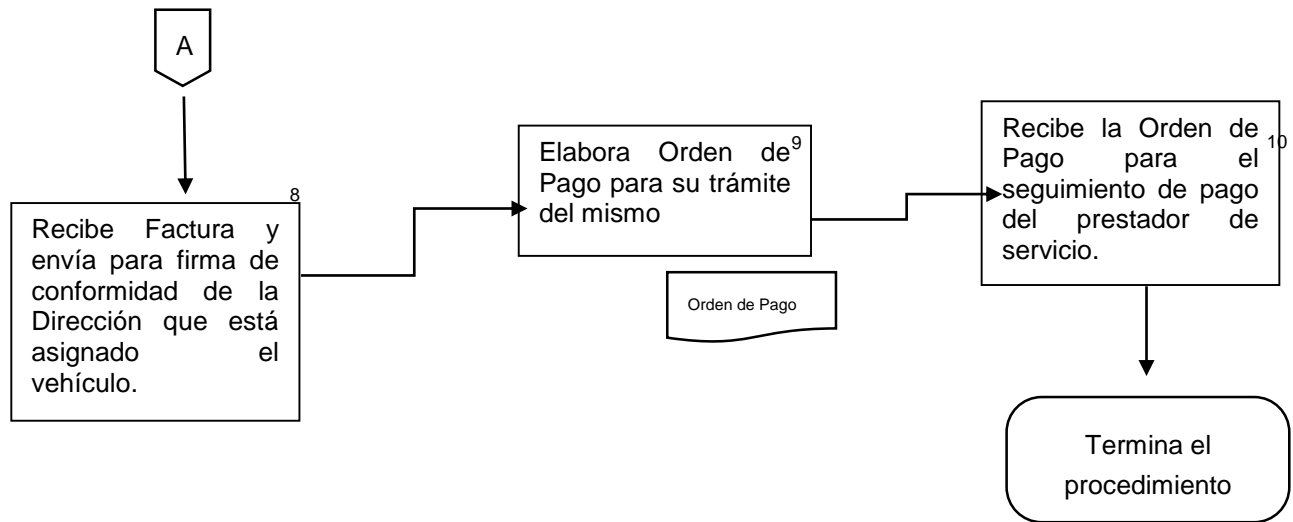 A
8
Recibe Factura y
envía para firma de
conformidad de la
Dirección que está
asignado el
vehículo.
9
Elabora Orden de
Pago para su trámite
del mismo
Orden de Pago
10
Recibe la Orden de
Pago para el
seguimiento de pago
del prestador de
servicio.
Termina el
procedimiento